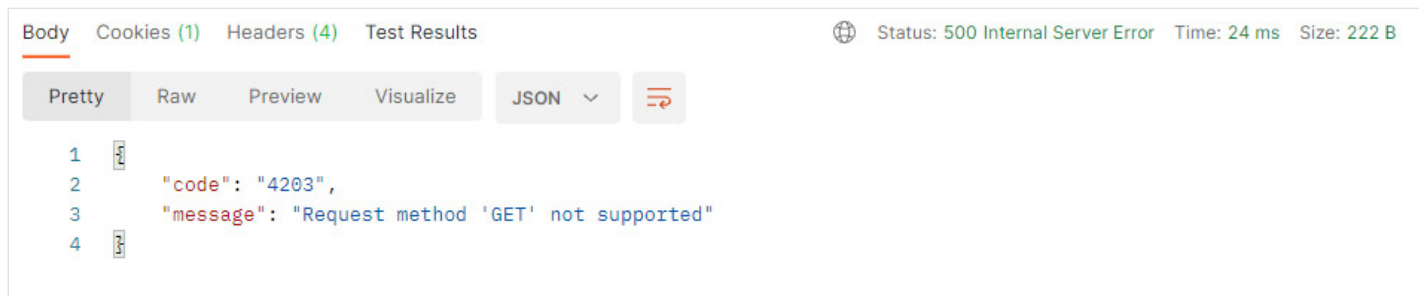 Body Cookies (1) Headers (4) Test Results Status: 500 Internal Server Error Time: 24 ms Size: 222 B
Pretty Raw Preview Visualize JSON
1 {
2 "code": "4203",
3 "message": "Request method 'GET' not supported"
4 }